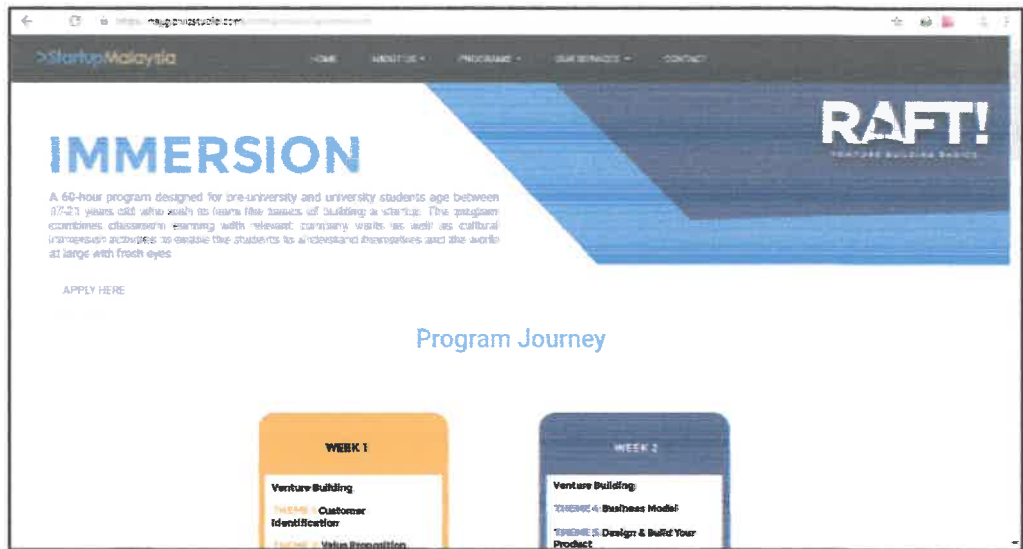 >StartupMalaysia
HOME ABOUT US PROGRAMS OUR SERVICES CONTACT
RAFT!
VENTURE BUILDING BASICS
IMMERSION
A 60-hour program designed for pre-university and university students age between
17-21 years old who wish to learn the basics of building a startup. The program
combines classroom learning with relevant company visits as well as cultural
immersion activities to enable the students to understand themselves and the world
at large with fresh eyes
APPLY HERE
Program Journey
WEEK 1
Venture Building
THEME 1: Customer
Identification
THEME 2: Value Proposition
WEEK 2
Venture Building
THEME 4: Business Model
THEME 5: Design & Build Your
Product